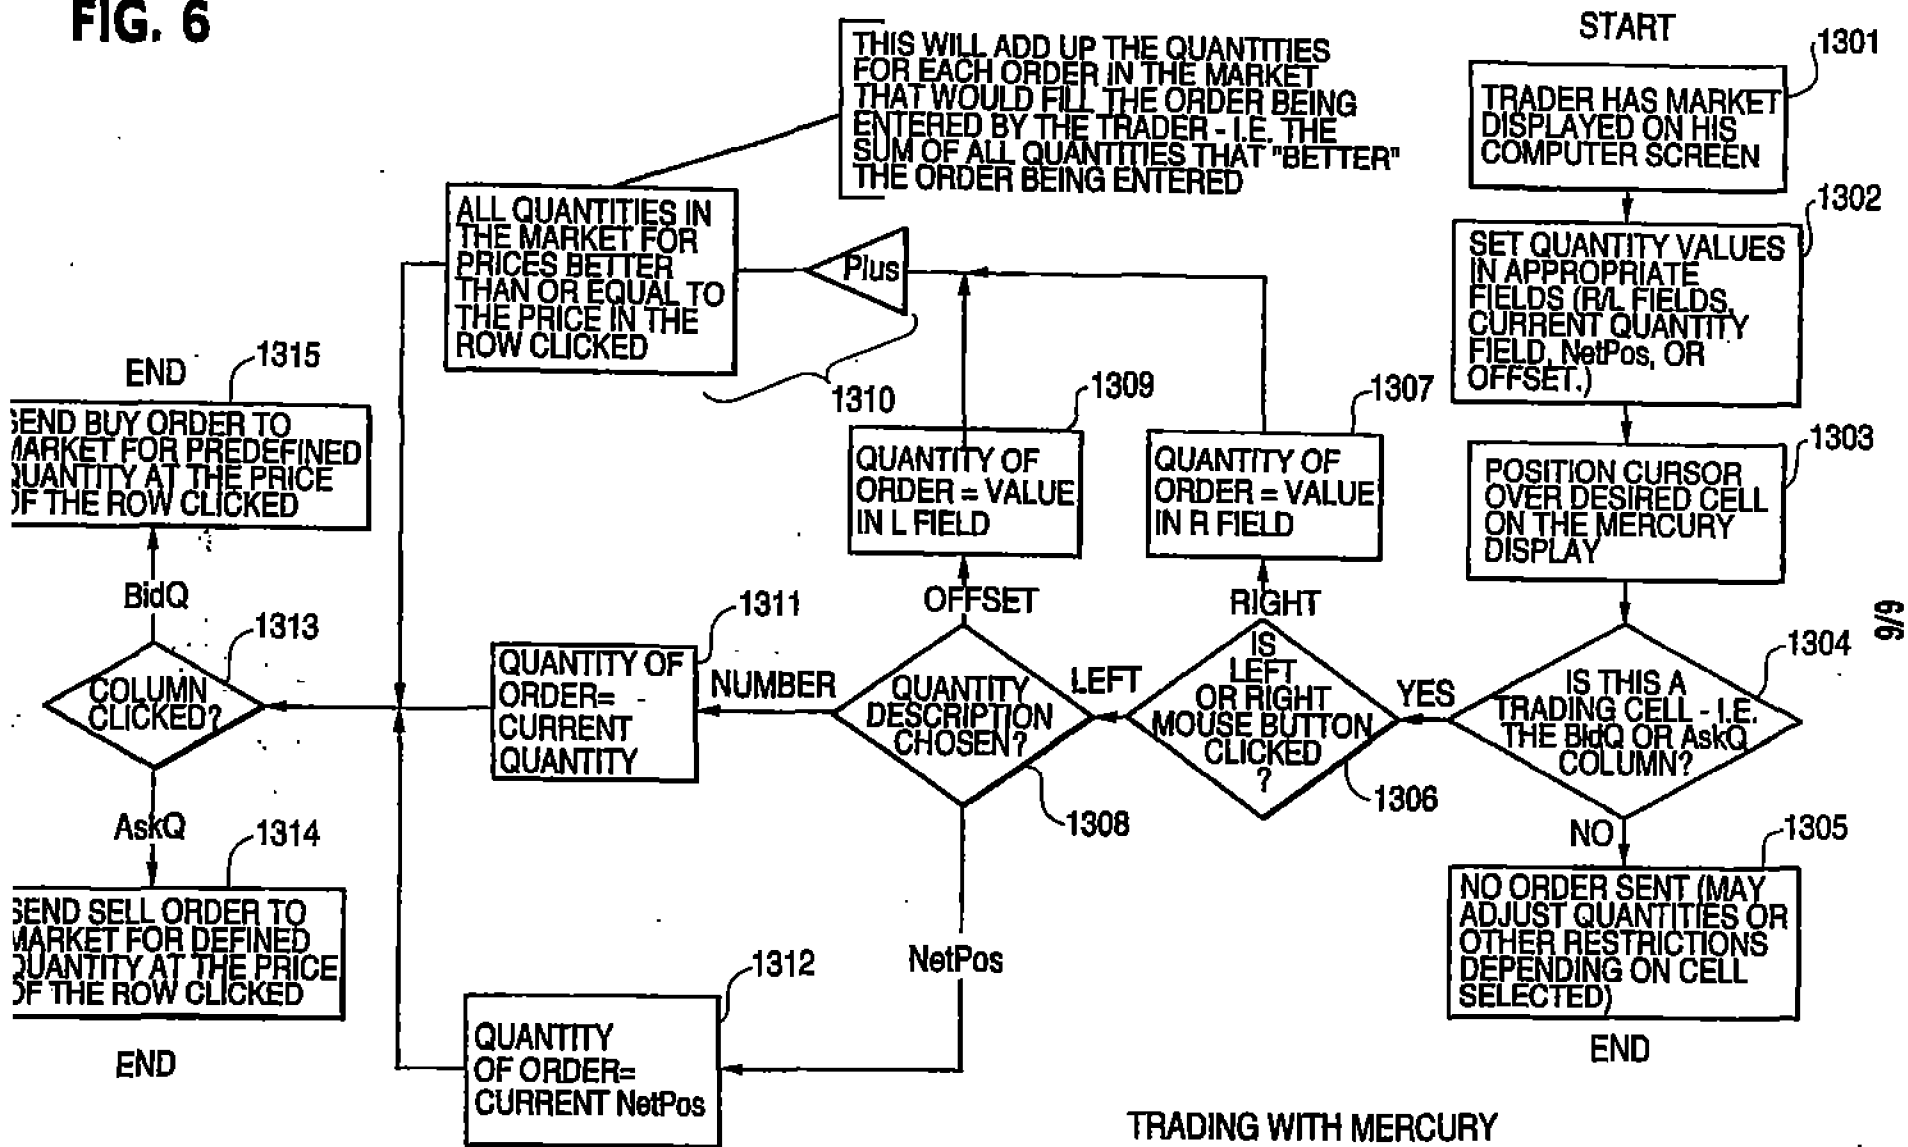 FIG. 6
THIS WILL ADD UP THE QUANTITIES
FOR EACH ORDER IN THE MARKET
THAT WOULD FILL THE ORDER BEING
ENTERED BY THE TRADER - I.E. THE
SUM OF ALL QUANTITIES THAT "BETTER"
THE ORDER BEING ENTERED
START
1301
TRADER HAS MARKET
DISPLAYED ON HIS
COMPUTER SCREEN
1302
SET QUANTITY VALUES
IN APPROPRIATE
FIELDS (R/L FIELDS,
CURRENT QUANTITY
FIELD, NetPos, OR
OFFSET.)
1303
POSITION CURSOR
OVER DESIRED CELL
ON THE MERCURY
DISPLAY
1304
IS THIS A
TRADING CELL - I.E.
THE BidQ OR AskQ
COLUMN?
NO
1305
NO ORDER SENT (MAY
ADJUST QUANTITIES OR
OTHER RESTRICTIONS
DEPENDING ON CELL
SELECTED)
END
YES
IS
LEFT
OR RIGHT
MOUSE BUTTON
CLICKED
?
1306
RIGHT
1307
QUANTITY OF
ORDER = VALUE
IN R FIELD
LEFT
QUANTITY
DESCRIPTION
CHOSEN?
1308
OFFSET
1309
QUANTITY OF
ORDER = VALUE
IN L FIELD
Plus
1310
ALL QUANTITIES IN
THE MARKET FOR
PRICES BETTER
THAN OR EQUAL TO
THE PRICE IN THE
ROW CLICKED
NUMBER
1311
QUANTITY OF
ORDER=
CURRENT
QUANTITY
NetPos
1312
QUANTITY
OF ORDER=
CURRENT NetPos
1313
COLUMN
CLICKED?
BidQ
END
1315
SEND BUY ORDER TO
MARKET FOR PREDEFINED
QUANTITY AT THE PRICE
OF THE ROW CLICKED
AskQ
1314
SEND SELL ORDER TO
MARKET FOR DEFINED
QUANTITY AT THE PRICE
OF THE ROW CLICKED
END
TRADING WITH MERCURY